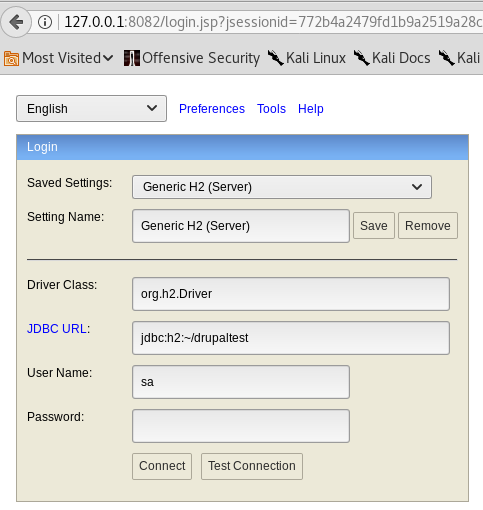 127.0.0.1:8082/login.jsp?jsessionid=772b4a2479fd1b9a2519a28c
Most Visited Offensive Security Kali Linux Kali Docs Kali
English Preferences Tools Help
Login
Saved Settings: Generic H2 (Server)
Setting Name: Generic H2 (Server) Save Remove
Driver Class: org.h2.Driver
JDBC URL: jdbc:h2:~/drupaltest
User Name: sa
Password:
Connect Test Connection